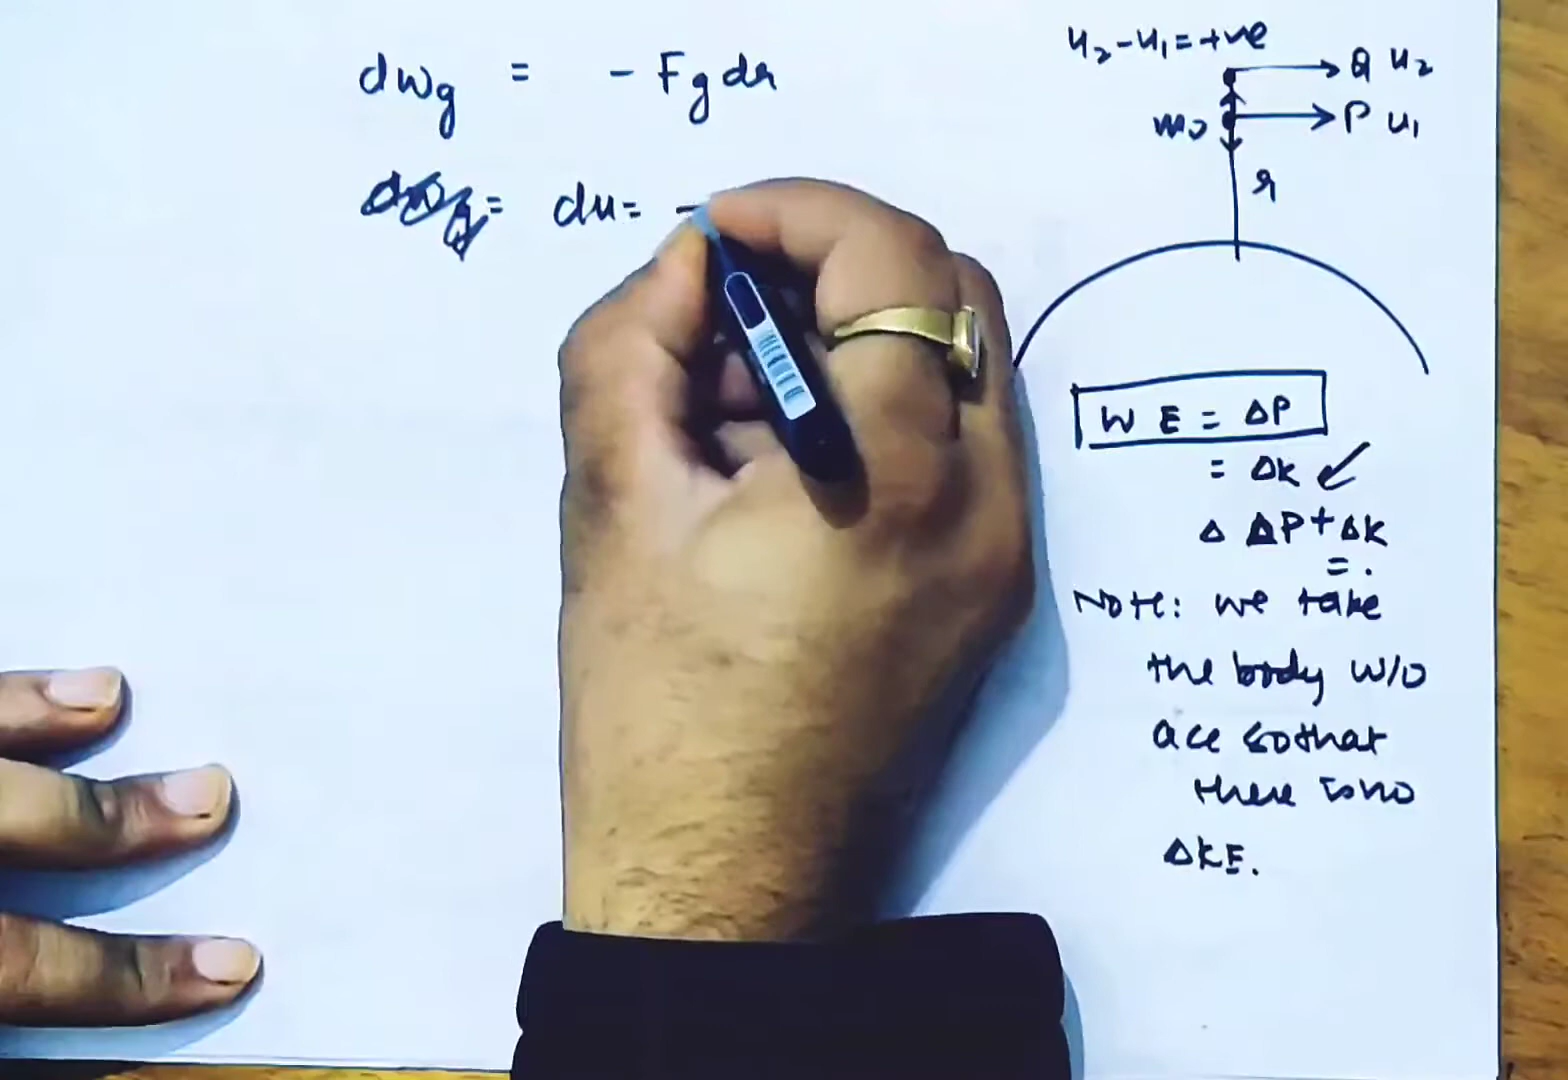 dWg = - Fg dr
= du= -
u₂-u₁=+ve
Q u₂
m₀ P u₁
r
W E = ΔP
= ΔK ✓
Δ ΔP+ΔK
= .
Note: we take
the body w/o
acc so that
there is no
ΔKE.